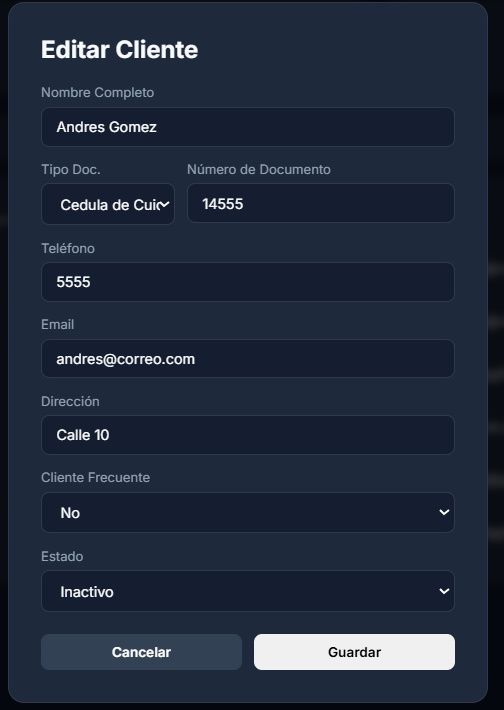 Editar Cliente
Nombre Completo
Andres Gomez
Tipo Doc. Número de Documento
Cedula de Cuid 14555
Teléfono
5555
Email
andres@correo.com
Dirección
Calle 10
Cliente Frecuente
No
Estado
Inactivo
Cancelar Guardar